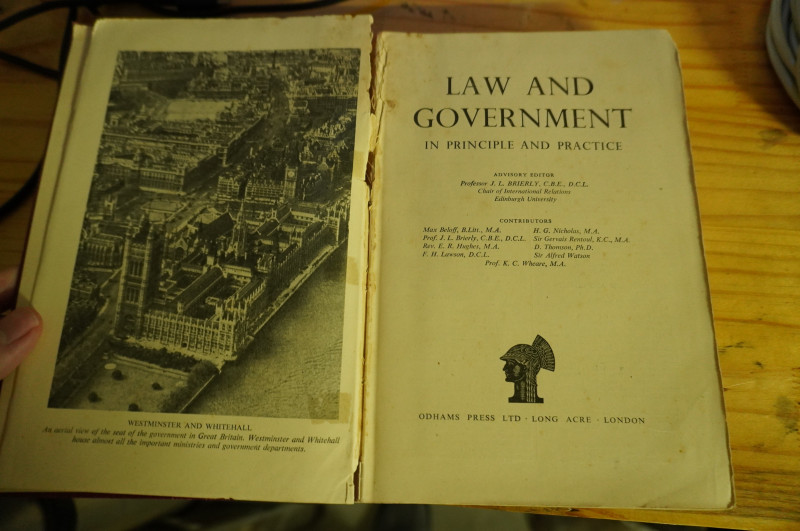 WESTMINSTER AND WHITEHALL
An aerial view of the seat of the government in Great Britain. Westminster and Whitehall
house almost all the important ministries and government departments.
LAW AND
GOVERNMENT
IN PRINCIPLE AND PRACTICE
ADVISORY EDITOR
Professor J. L. BRIERLY, C.B.E., D.C.L.
Chair of International Relations
Edinburgh University
CONTRIBUTORS
Max Beloff, B.Litt., M.A.
Prof. J. L. Brierly, C.B.E., D.C.L.
Rev. E. R. Hughes, M.A.
F. H. Lawson, D.C.L.
H. G. Nicholas, M.A.
Sir Gervais Rentoul, K.C., M.A.
D. Thomson, Ph.D.
Sir Alfred Watson
Prof. K. C. Wheare, M.A.
ODHAMS PRESS LTD · LONG ACRE · LONDON